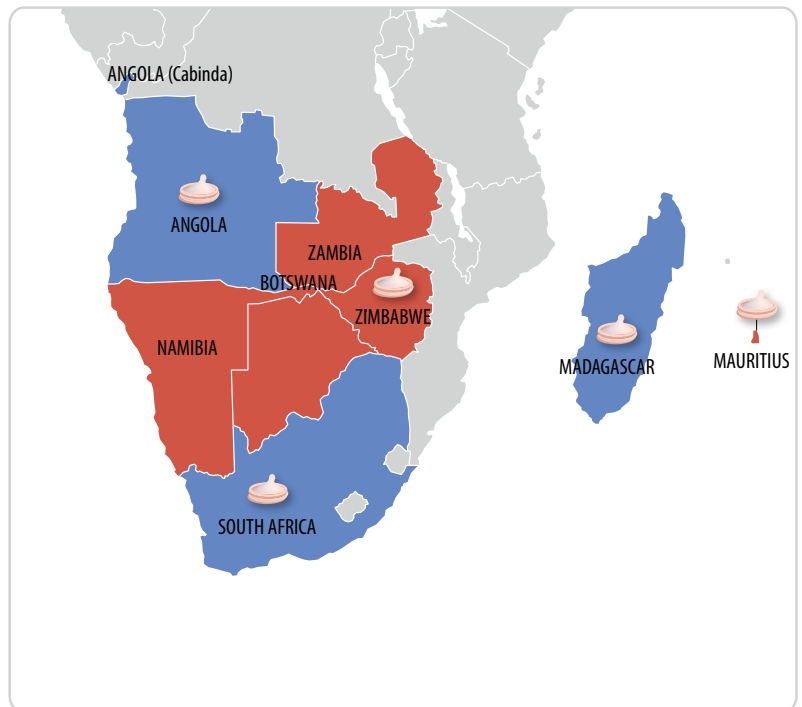 ANGOLA (Cabinda)
ANGOLA
ZAMBIA
BOTSWANA
ZIMBABWE
NAMIBIA
MADAGASCAR
MAURITIUS
SOUTH AFRICA